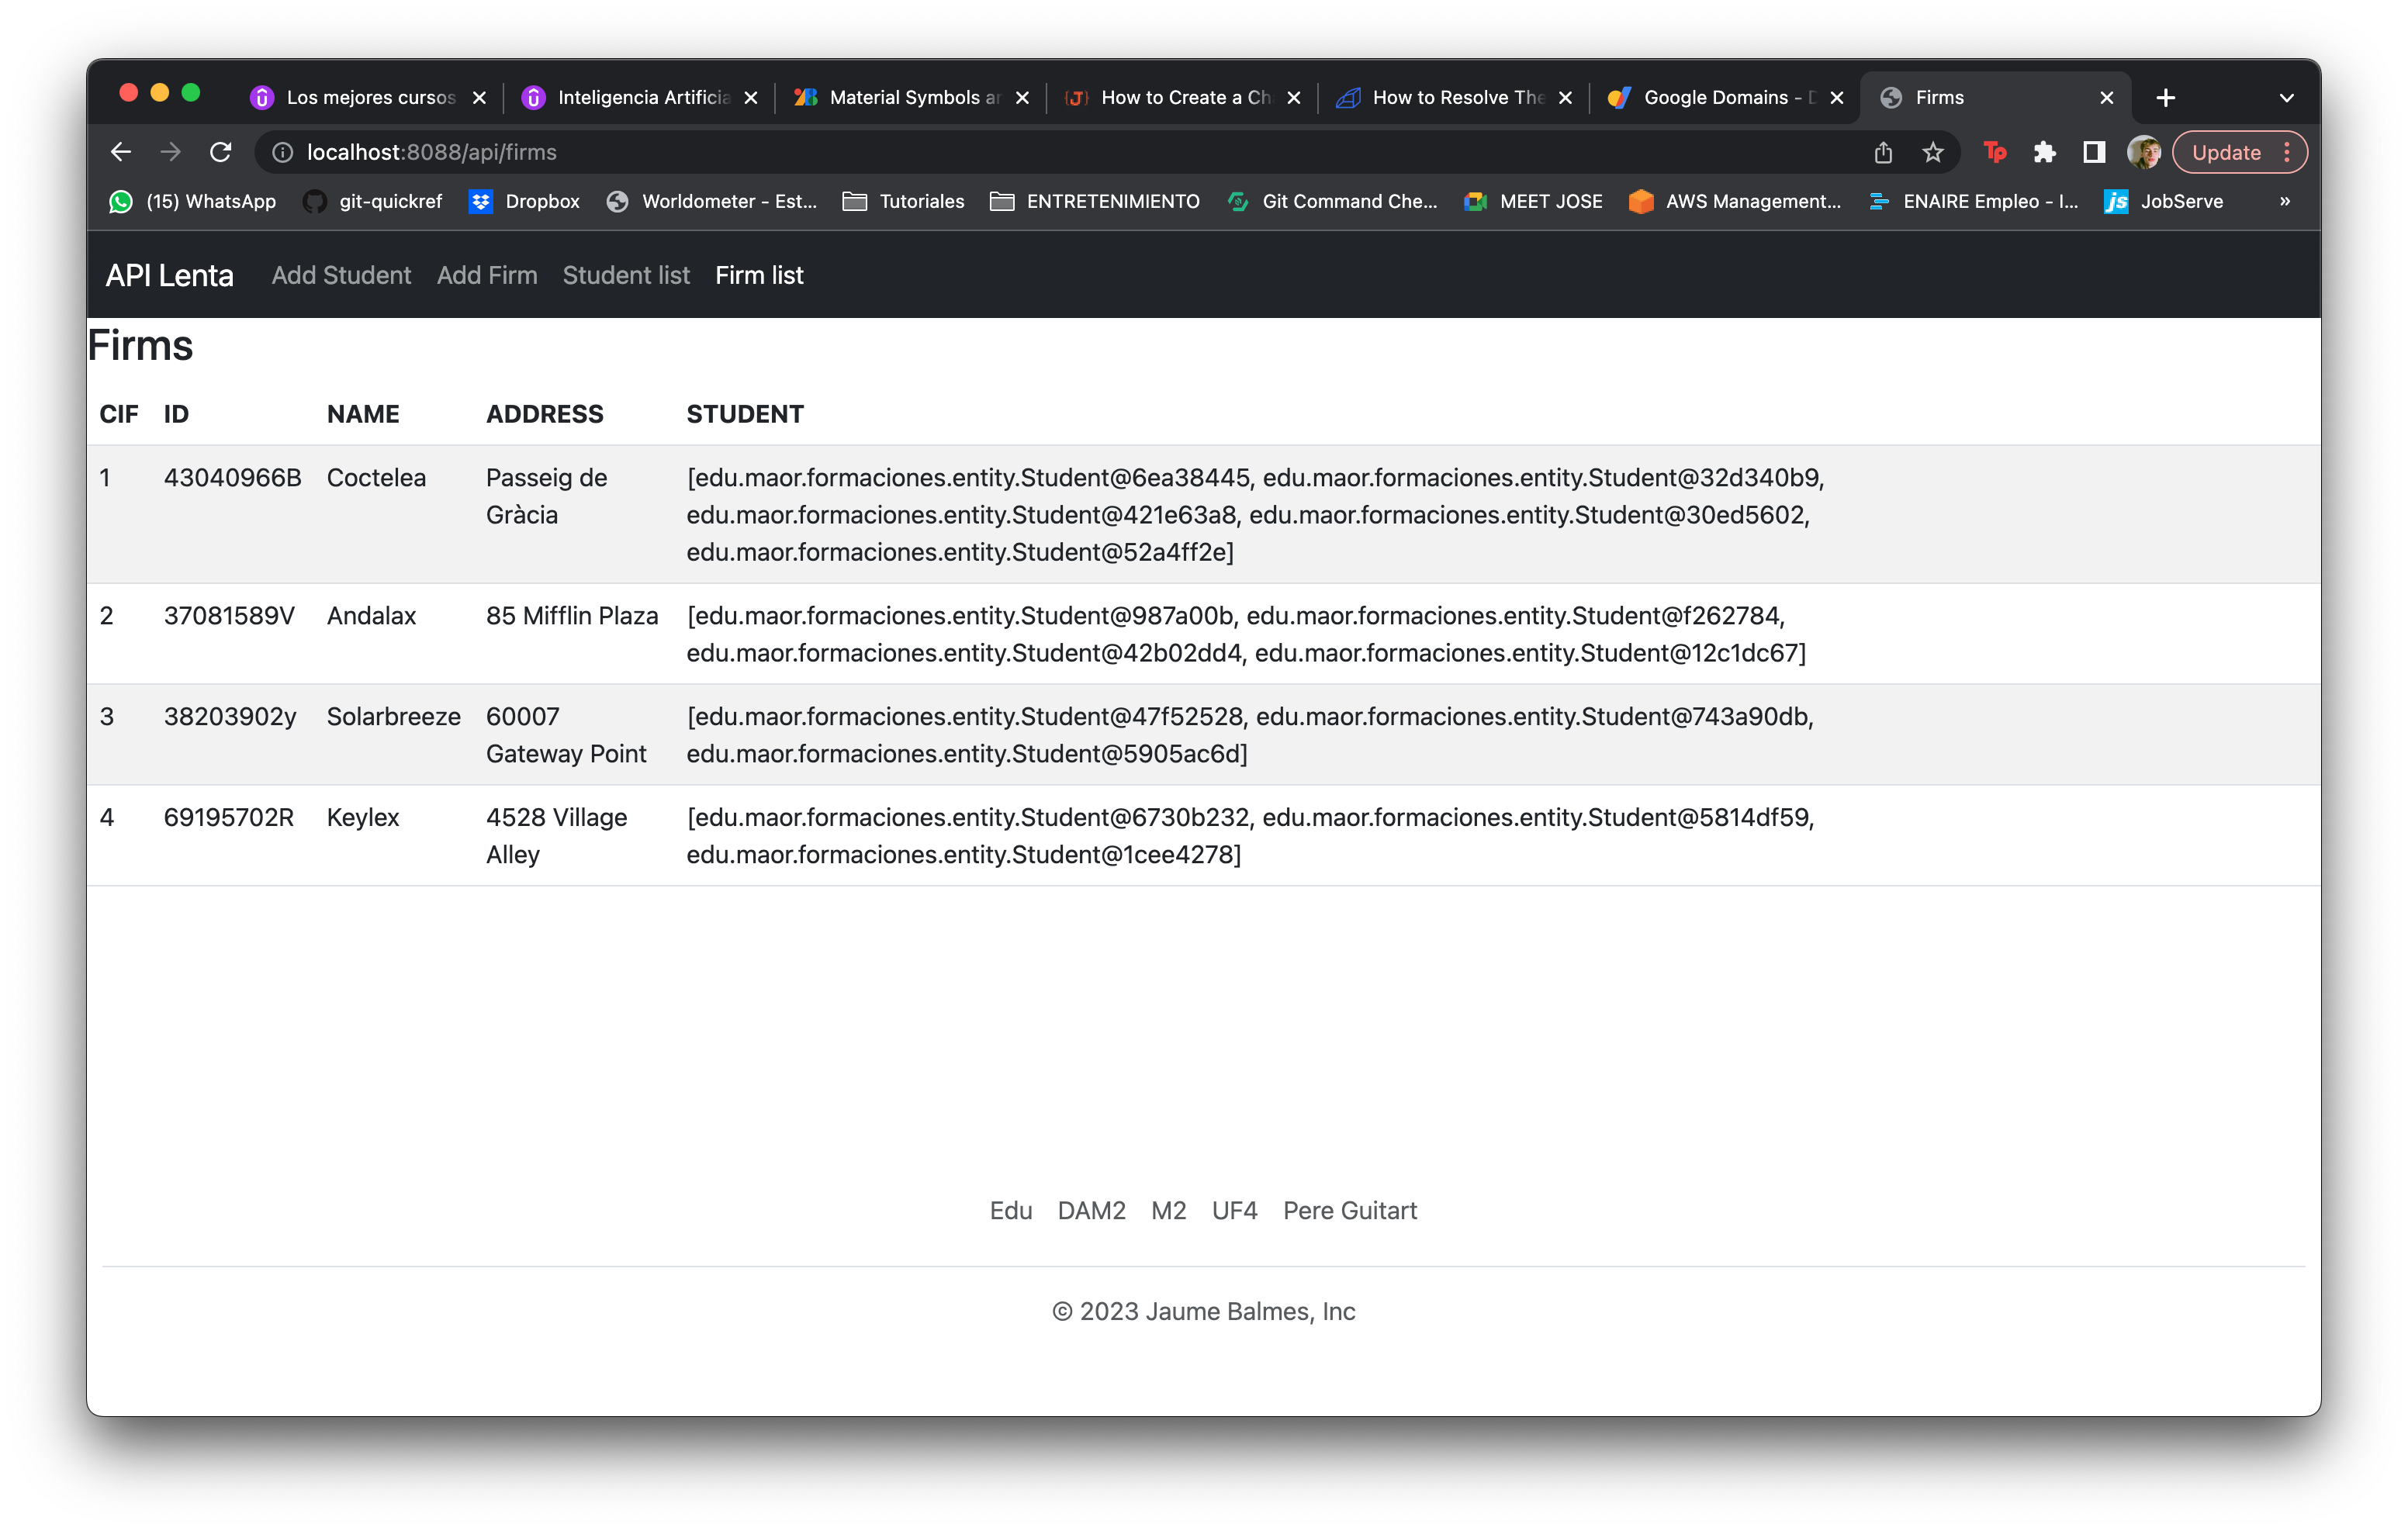 Los mejores cursos
Inteligencia Artificia
Material Symbols ar
How to Create a Ch
How to Resolve The
Google Domains - D
Firms
localhost:8088/api/firms
Tp
Update
(15) WhatsApp
git-quickref
Dropbox
Worldometer - Est...
Tutoriales
ENTRETENIMIENTO
Git Command Che...
MEET JOSE
AWS Management...
ENAIRE Empleo - I...
js JobServe
»
API Lenta Add Student Add Firm Student list Firm list
Firms
CIF ID NAME ADDRESS STUDENT
1 43040966B Coctelea Passeig de [edu.maor.formaciones.entity.Student@6ea38445, edu.maor.formaciones.entity.Student@32d340b9,
Gràcia edu.maor.formaciones.entity.Student@421e63a8, edu.maor.formaciones.entity.Student@30ed5602,
edu.maor.formaciones.entity.Student@52a4ff2e]
2 37081589V Andalax 85 Mifflin Plaza [edu.maor.formaciones.entity.Student@987a00b, edu.maor.formaciones.entity.Student@f262784,
edu.maor.formaciones.entity.Student@42b02dd4, edu.maor.formaciones.entity.Student@12c1dc67]
3 38203902y Solarbreeze 60007 [edu.maor.formaciones.entity.Student@47f52528, edu.maor.formaciones.entity.Student@743a90db,
Gateway Point edu.maor.formaciones.entity.Student@5905ac6d]
4 69195702R Keylex 4528 Village [edu.maor.formaciones.entity.Student@6730b232, edu.maor.formaciones.entity.Student@5814df59,
Alley edu.maor.formaciones.entity.Student@1cee4278]
Edu DAM2 M2 UF4 Pere Guitart
© 2023 Jaume Balmes, Inc